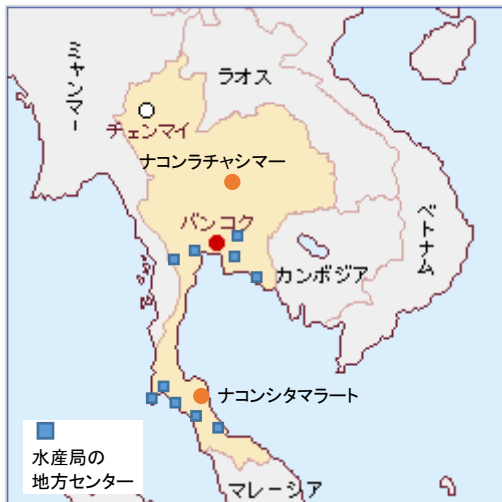 ミャンマー
ラオス
チェンマイ
ナコンラチャシマー
バンコク
ベトナム
カンボジア
ナコンシタマラート
水産局の
地方センター
マレーシア